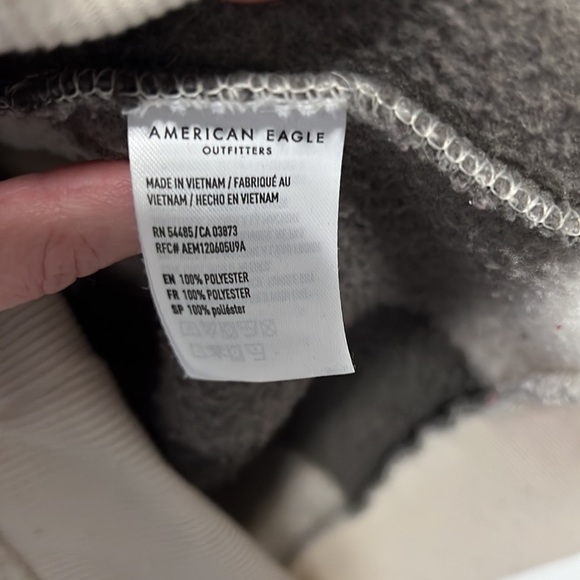 AMERICAN EAGLE
OUTFITTERS
MADE IN VIETNAM / FABRIQUÉ AU
VIETNAM / HECHO EN VIETNAM
RN 54485/CA 03873
RFC# AEM120605U9A
EN 100% POLYESTER
FR 100% POLYESTER
SP 100% poliéster